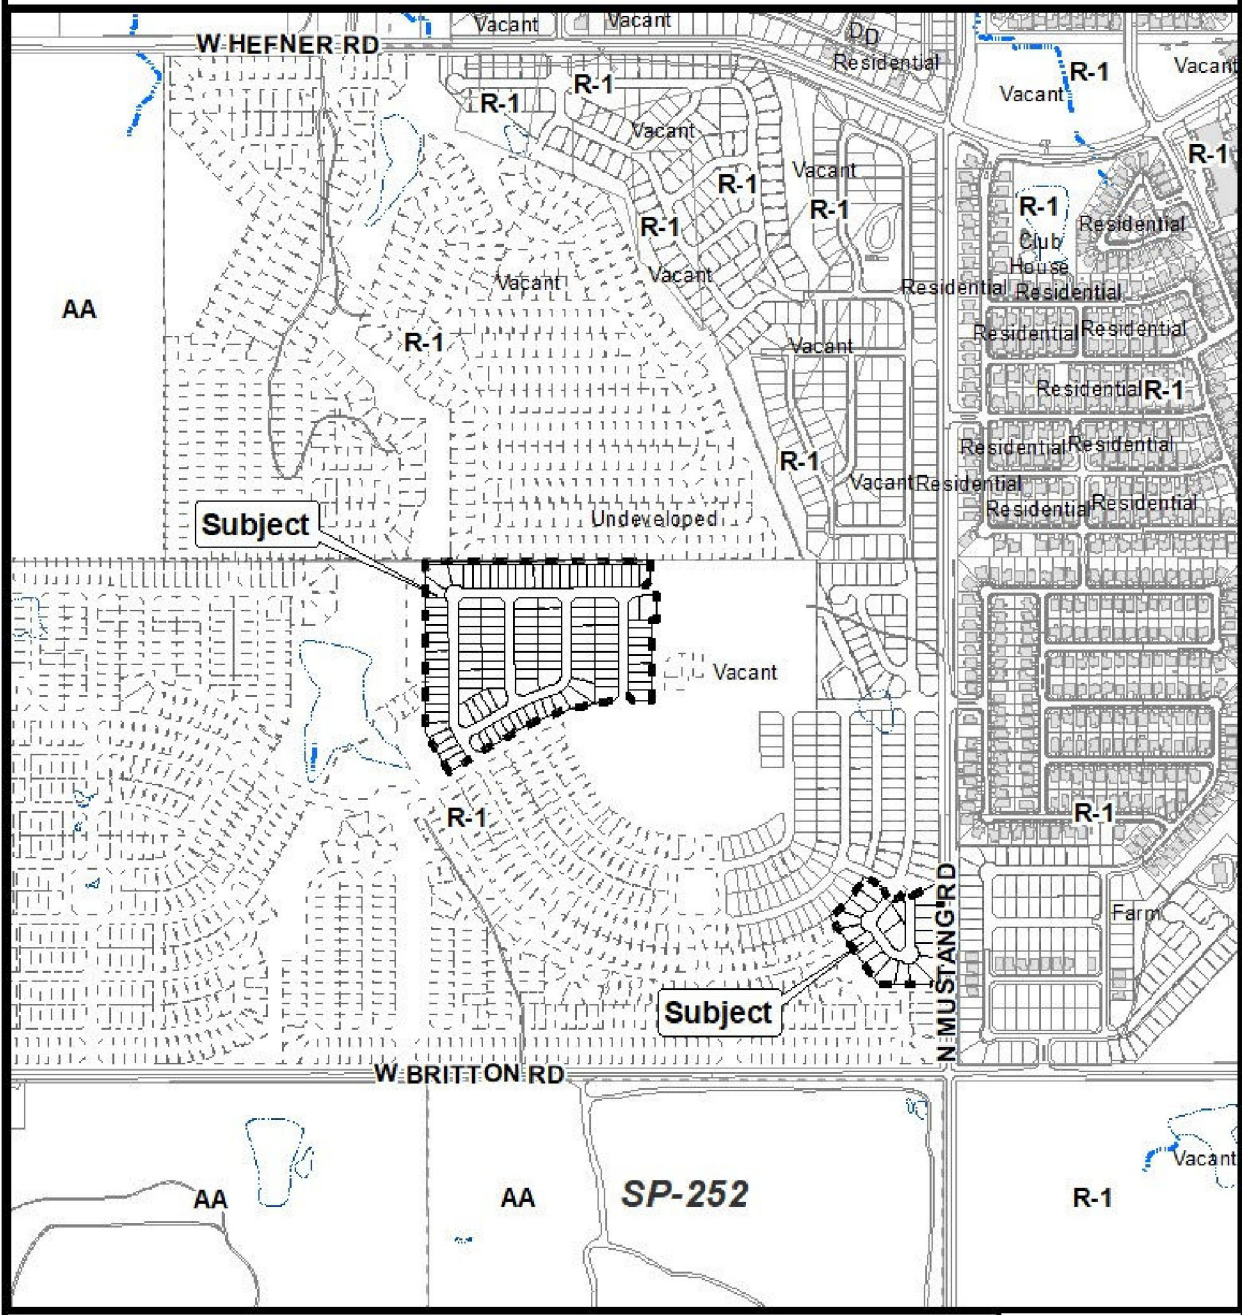 Vacant
Vacant
DD
W HEFNER RD
Residential
Vacant
R-1
R-1
R-1
Vacant
Vacant
R-1
Vacant
R-1
R-1
R-1
R-1
Residential
R-1
Club
House
Vacant
Vacant
Residential
Residential
AA
R-1
Vacant
Residential
Residential
Residential
R-1
Residential
Residential
R-1
Vacant
Residential
Residential
Residential
Undeveloped
Subject
Vacant
R-1
R-1
Farm
N MUSTANG RD
Subject
W BRITTON RD
Vacant
AA
AA
SP-252
R-1